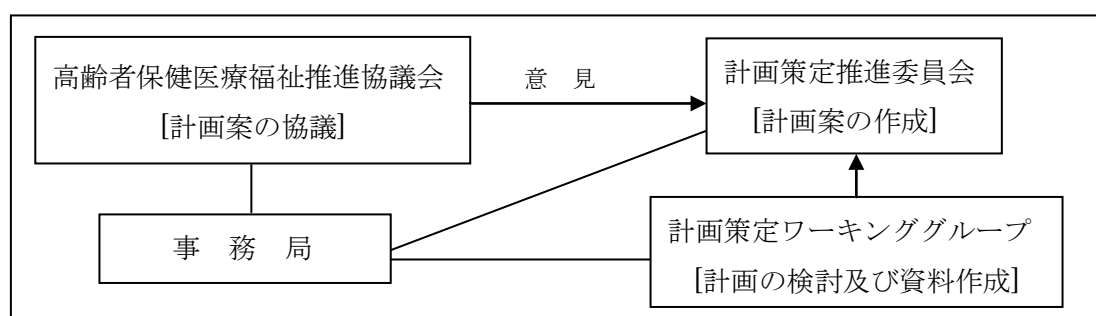 高齢者保健医療福祉推進協議会
[計画案の協議]
意 見
計画策定推進委員会
[計画案の作成]
事 務 局
計画策定ワーキンググループ
[計画の検討及び資料作成]